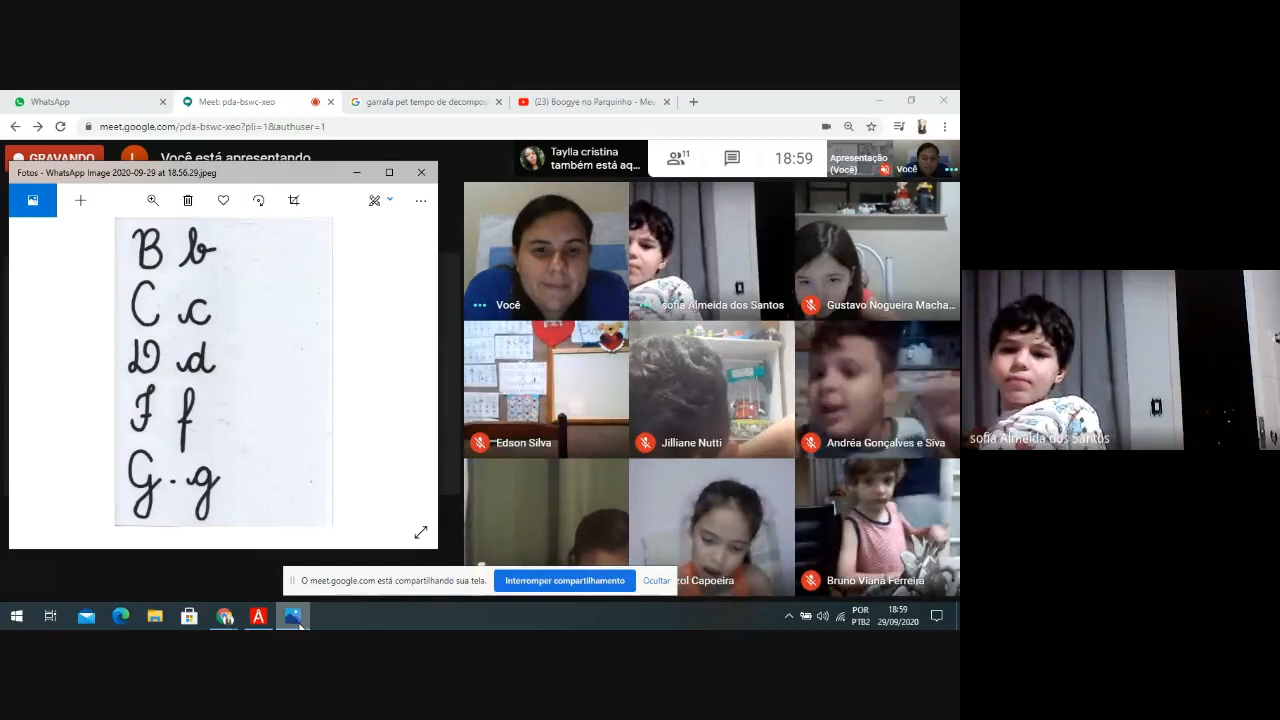 WhatsApp
Meet: pda-bswc-xeo
garrafa pet tempo de decompos
(23) Boogye no Parquinho - Meu
meet.google.com/pda-bswc-xeo?pli=1&authuser=1
GRAVANDO
Você está apresentando
Taylla cristina
também está aq...
11
18:59
Apresentação
(Você)
Você
Fotos - WhatsApp Image 2020-09-29 at 18.56.29.jpeg
B b
C c
D d
F f
G . g
Você
sofia Almeida dos Santos
Gustavo Nogueira Macha...
Edson Silva
Jilliane Nutti
Andréa Gonçalves e Siva
zol Capoeira
Bruno Viana Ferreira
sofia Almeida dos Santos
O meet.google.com está compartilhando sua tela.
Interromper compartilhamento
Ocultar
POR
PTB2
18:59
29/09/2020